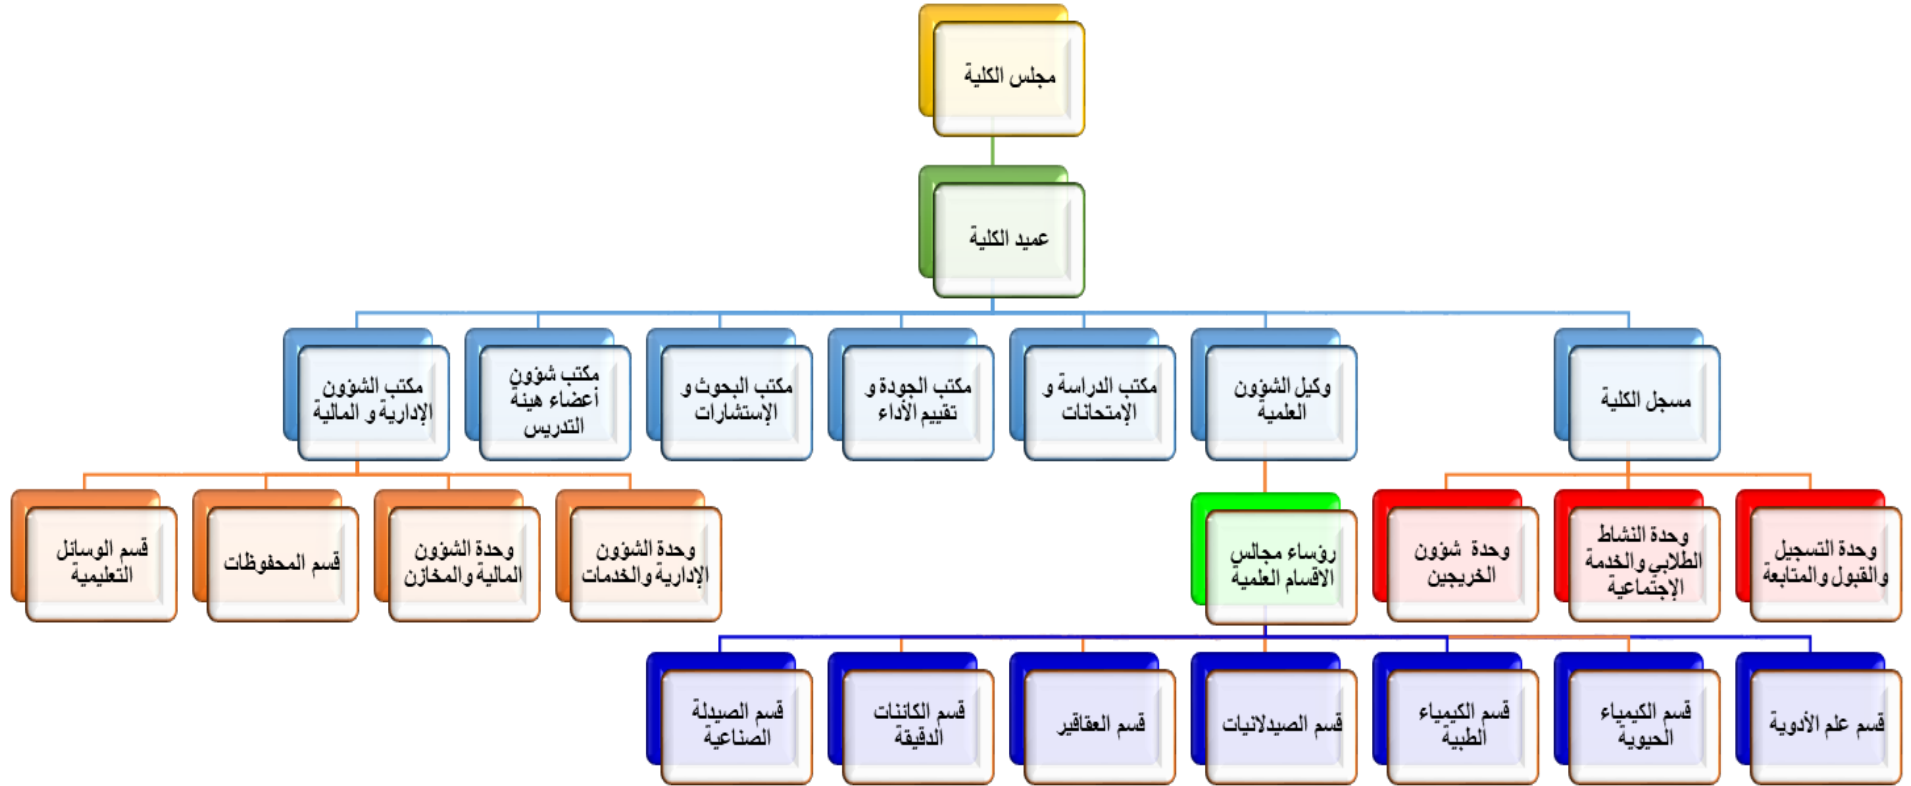 مجلس الكلية
عميد الكلية
مسجل الكلية
وكيل الشؤون
العلمية
مكتب الدراسة و
الإمتحانات
مكتب الجودة و
تقييم الأداء
مكتب البحوث و
الإستشارات
مكتب شؤون
أعضاء هيئة
التدريس
مكتب الشؤون
الإدارية و المالية
وحدة التسجيل
والقبول والمتابعة
وحدة النشاط
الطلابي والخدمة
الإجتماعية
وحدة شؤون
الخريجين
رؤساء مجالس
الاقسام العلمية
وحدة الشؤون
الإدارية والخدمات
وحدة الشؤون
المالية والمخازن
قسم المحفوظات
قسم الوسائل
التعليمية
قسم علم الأدوية
قسم الكيمياء
الحيوية
قسم الكيمياء
الطبية
قسم الصيدلانيات
قسم العقاقير
قسم الكائنات
الدقيقة
قسم الصيدلة
الصناعية